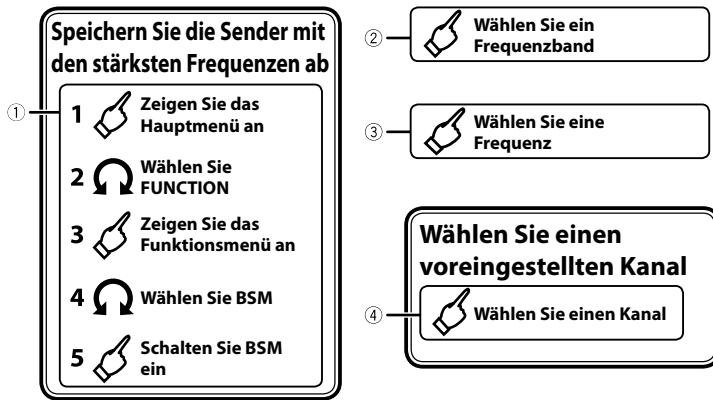 Speichern Sie die Sender mit
den stärksten Frequenzen ab
①
1 Zeigen Sie das
Hauptmenü an
2 Wählen Sie
FUNCTION
3 Zeigen Sie das
Funktionsmenü an
4 Wählen Sie BSM
5 Schalten Sie BSM
ein
② Wählen Sie ein
Frequenzband
③ Wählen Sie eine
Frequenz
Wählen Sie einen
voreingestellten Kanal
④ Wählen Sie einen Kanal